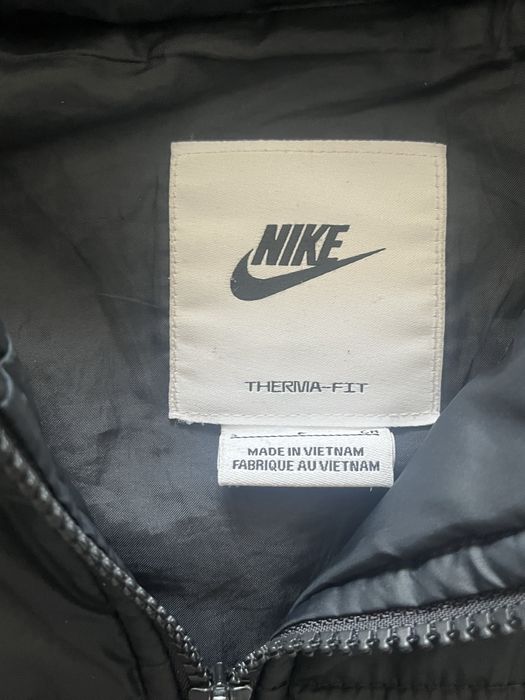 NIKE
THERMA-FIT
MADE IN VIETNAM
FABRIQUE AU VIETNAM